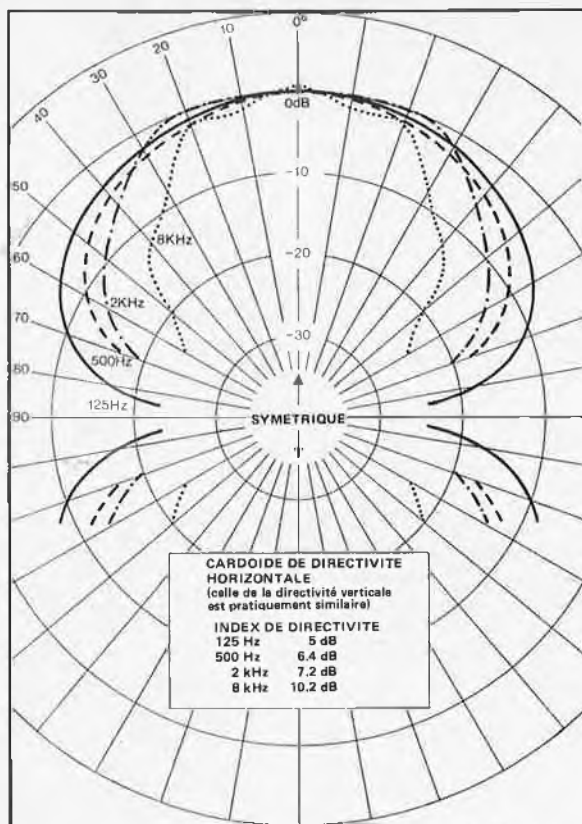 0°
10
20
30
40
50
60
70
80
90
0dB
-10
-20
-30
8KHz
2KHz
500Hz
125Hz
SYMETRIQUE
CARDOIDE DE DIRECTIVITE
HORIZONTALE
(celle de la directivité verticale
est pratiquement similaire)
INDEX DE DIRECTIVITE
125 Hz 5 dB
500 Hz 6.4 dB
2 kHz 7.2 dB
8 kHz 10.2 dB